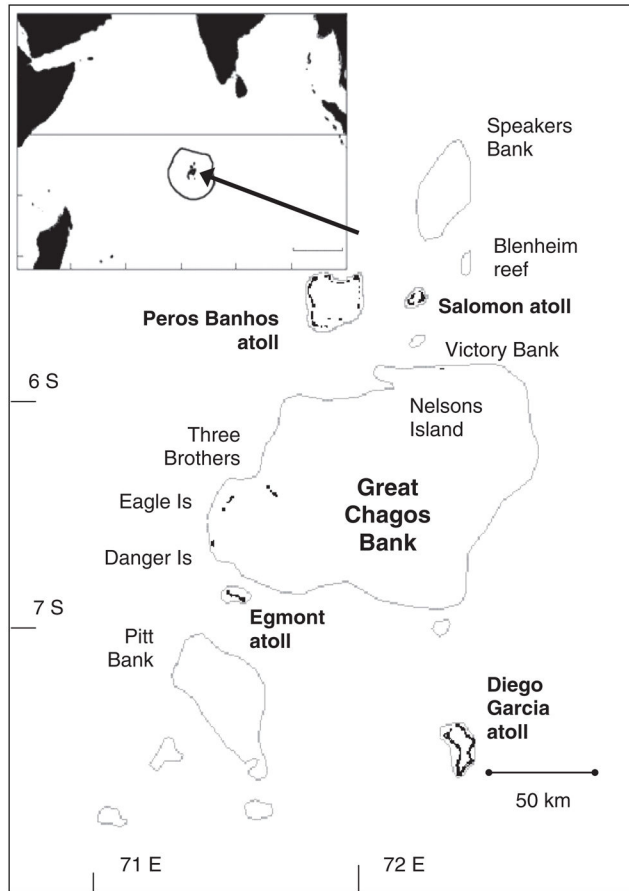 Speakers
Bank
Blenheim
reef
Peros Banhos
atoll
Salomon atoll
Victory Bank
6 S
Nelsons
Island
Three
Brothers
Great
Chagos
Bank
Eagle Is
Danger Is
7 S
Egmont
atoll
Pitt
Bank
Diego
Garcia
atoll
50 km
71 E
72 E